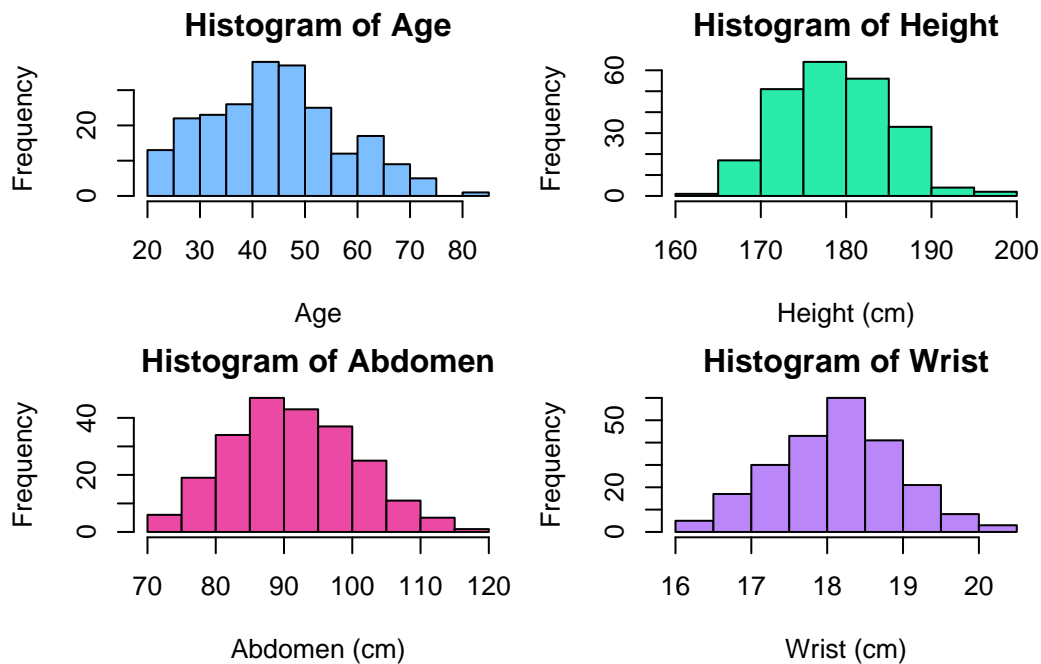 Histogram of Age
Frequency
0
20
20 30 40 50 60 70 80
Age
Histogram of Height
Frequency
0
30
60
160 170 180 190 200
Height (cm)
Histogram of Abdomen
Frequency
0
20
40
70 80 90 100 110 120
Abdomen (cm)
Histogram of Wrist
Frequency
0
20
50
16 17 18 19 20
Wrist (cm)